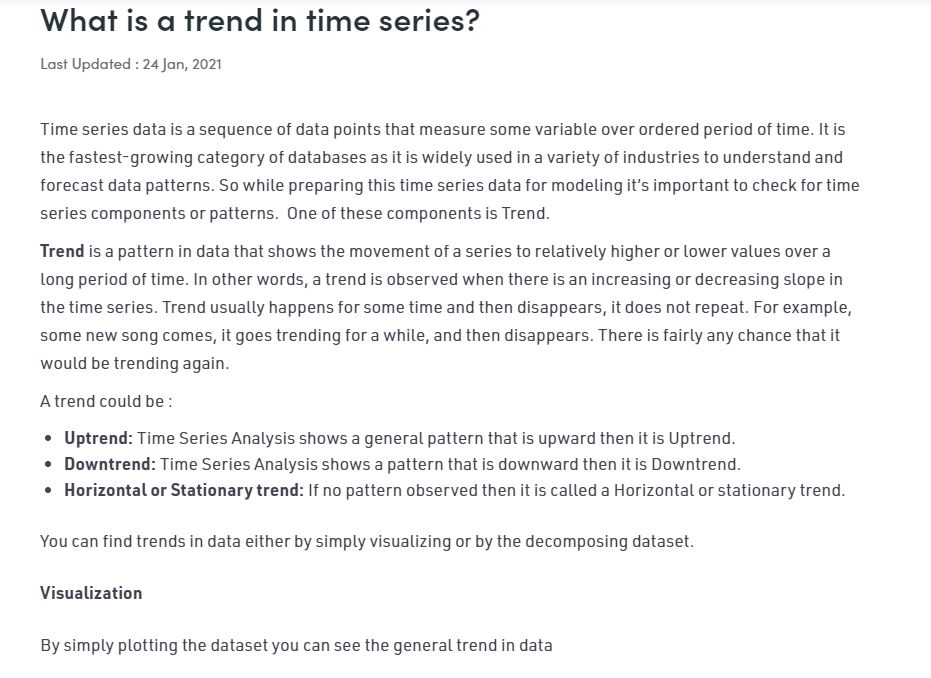 What is a trend in time series?
Last Updated : 24 Jan, 2021
Time series data is a sequence of data points that measure some variable over ordered period of time. It is
the fastest-growing category of databases as it is widely used in a variety of industries to understand and
forecast data patterns. So while preparing this time series data for modeling it's important to check for time
series components or patterns.  One of these components is Trend.
Trend is a pattern in data that shows the movement of a series to relatively higher or lower values over a
long period of time. In other words, a trend is observed when there is an increasing or decreasing slope in
the time series. Trend usually happens for some time and then disappears, it does not repeat. For example,
some new song comes, it goes trending for a while, and then disappears. There is fairly any chance that it
would be trending again.
A trend could be :
• Uptrend: Time Series Analysis shows a general pattern that is upward then it is Uptrend.
• Downtrend: Time Series Analysis shows a pattern that is downward then it is Downtrend.
• Horizontal or Stationary trend: If no pattern observed then it is called a Horizontal or stationary trend.
You can find trends in data either by simply visualizing or by the decomposing dataset.
Visualization
By simply plotting the dataset you can see the general trend in data